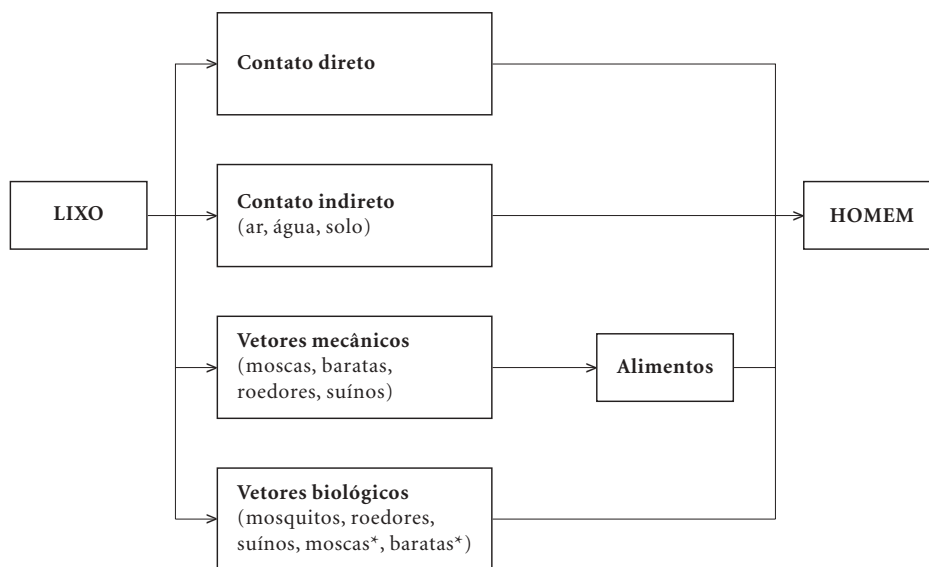 Contato direto
LIXO
Contato indireto
(ar, água, solo)
HOMEM
Vetores mecânicos
(moscas, baratas,
roedores, suínos)
Alimentos
Vetores biológicos
(mosquitos, roedores,
suínos, moscas*, baratas*)